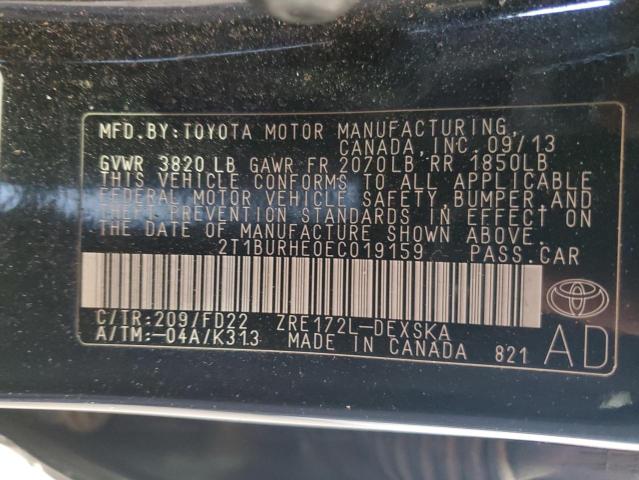 MFD.BY:TOYOTA MOTOR MANUFACTURING,
CANADA, INC. 09/13
GVWR 3820 LB GAWR FR 2070LB RR 1850LB
THIS VEHICLE CONFORMS TO ALL APPLICABLE
FEDERAL MOTOR VEHICLE SAFETY, BUMPER, AND
THEFT PREVENTION STANDARDS IN EFFECT ON
THE DATE OF MANUFACTURE SHOWN ABOVE.
2T1BURHE0EC019159 PASS.CAR
C/TR:209/FD22 ZRE172L-DEXSKA
A/TM:-04A/K313 MADE IN CANADA 821
AD